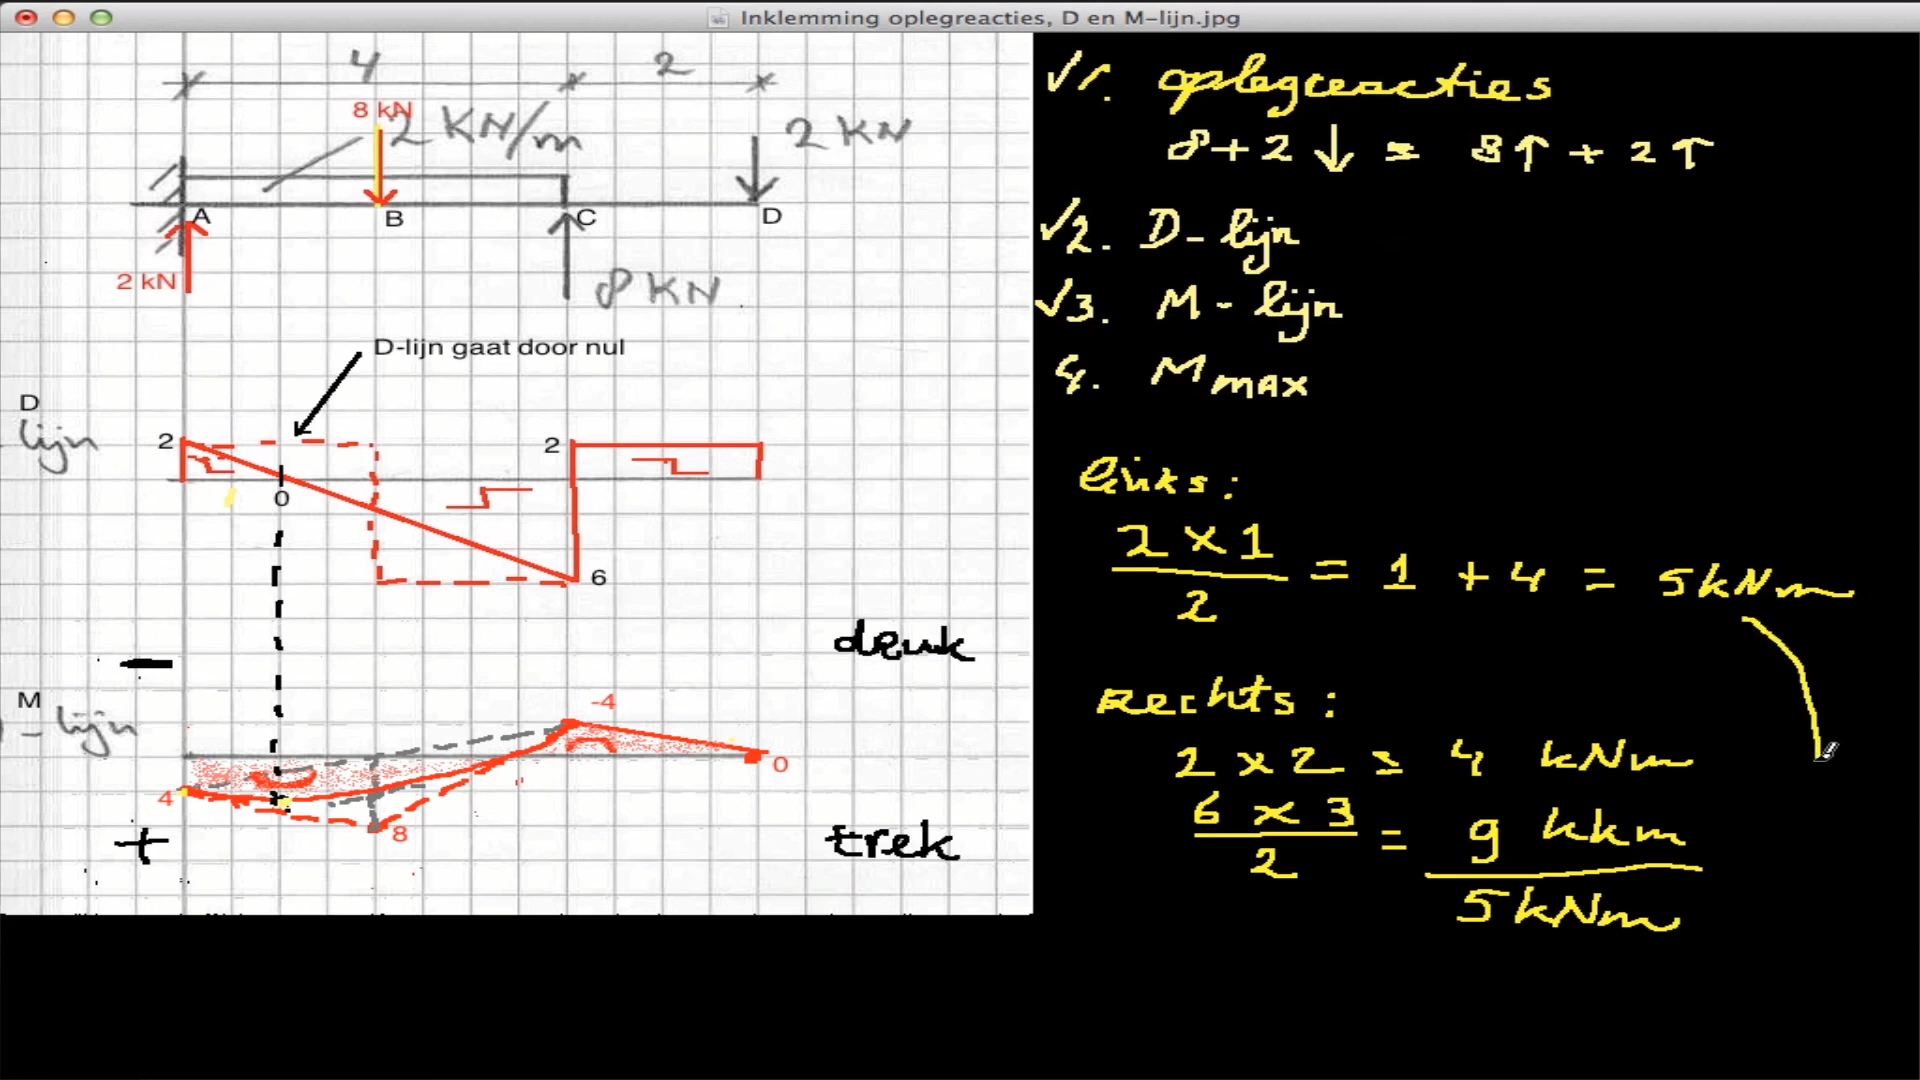 Inklemming oplegreacties, D en M-lijn.jpg
4 2
8 kN
2 KN/m 2 KN
A B C D
2 kN
8 KN
D-lijn gaat door nul
D
lijn
2 2
0
6
druk
-
M
- lijn
-4
0
4
8
+
trek
√1. oplegreacties
8 + 2 ↓ = 8↑ + 2↑
√2. D - lijn
√3. M - lijn
4. M max
links:
2 x 1
= 1 + 4 = 5 kNm
2
Rechts:
2 x 2 = 4 kNm
6 x 3
= 9 kkm
2
5 kNm